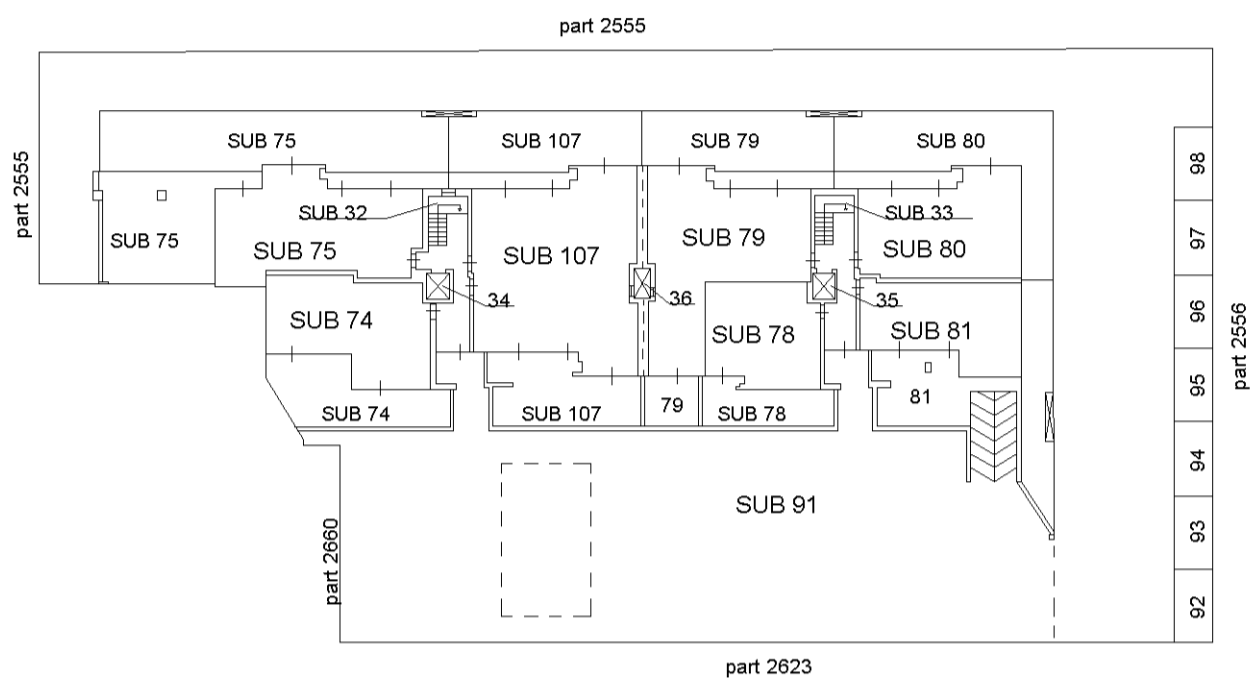 part 2555
SUB 75
SUB 107
SUB 79
SUB 80
98
part 2555
SUB 32
SUB 33
SUB 75
SUB 75
SUB 107
SUB 79
SUB 80
97
34
36
35
96
SUB 74
SUB 78
SUB 81
part 2556
95
SUB 74
SUB 107
79
SUB 78
81
94
SUB 91
93
part 2660
92
part 2623